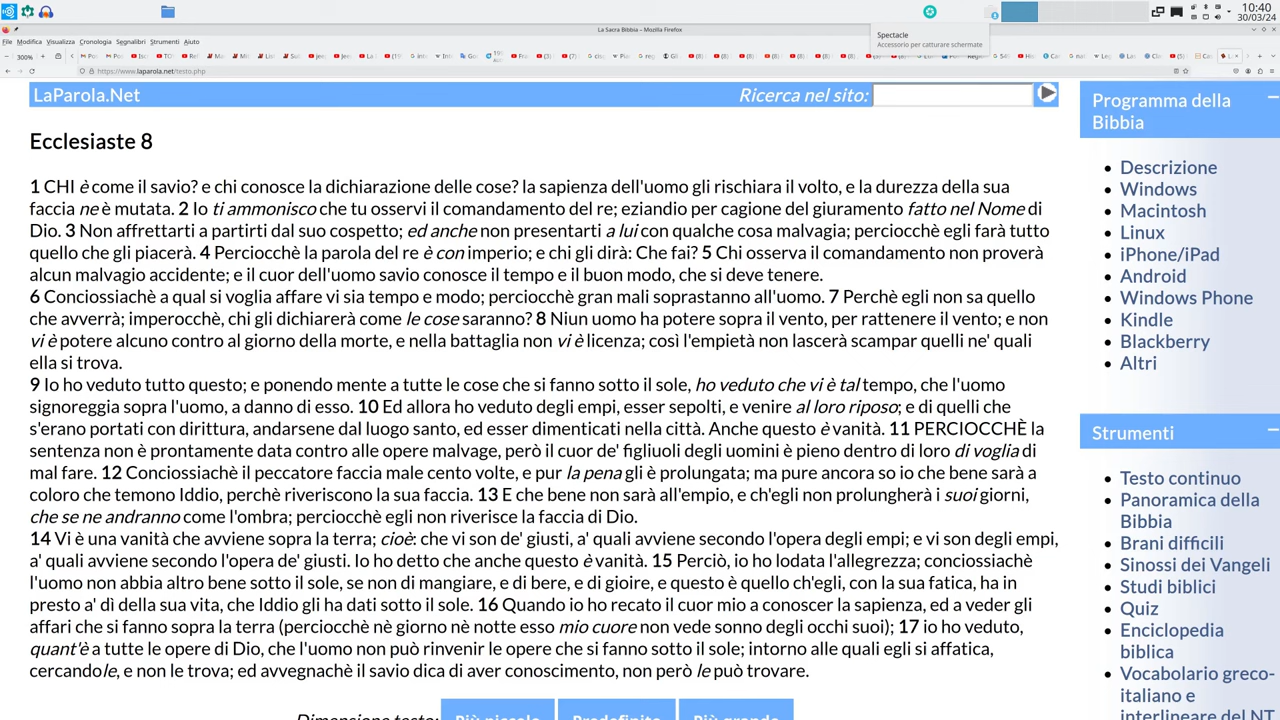 10:40
30/03/24
La Sacra Bibbia — Mozilla Firefox
Spectacle
Accessorio per catturare schermate
File Modifica Visualizza Cronologia Segnalibri Strumenti Aiuto
300%
https://www.laparola.net/testo.php
LaParola.Net
Ricerca nel sito:
Ecclesiaste 8
1 CHI è come il savio? e chi conosce la dichiarazione delle cose? la sapienza dell'uomo gli rischiara il volto, e la durezza della sua
faccia ne è mutata. 2 Io ti ammonisco che tu osservi il comandamento del re; eziandio per cagione del giuramento fatto nel Nome di
Dio. 3 Non affrettarti a partirti dal suo cospetto; ed anche non presentarti a lui con qualche cosa malvagia; perciocchè egli farà tutto
quello che gli piacerà. 4 Perciocchè la parola del re è con imperio; e chi gli dirà: Che fai? 5 Chi osserva il comandamento non proverà
alcun malvagio accidente; e il cuor dell'uomo savio conosce il tempo e il buon modo, che si deve tenere.
6 Conciossiachè a qual si voglia affare vi sia tempo e modo; perciocchè gran mali soprastanno all'uomo. 7 Perchè egli non sa quello
che avverrà; imperocchè, chi gli dichiarerà come le cose saranno? 8 Niun uomo ha potere sopra il vento, per rattenere il vento; e non
vi è potere alcuno contro al giorno della morte, e nella battaglia non vi è licenza; così l'empietà non lascerà scampar quelli ne' quali
ella si trova.
9 Io ho veduto tutto questo; e ponendo mente a tutte le cose che si fanno sotto il sole, ho veduto che vi è tal tempo, che l'uomo
signoreggia sopra l'uomo, a danno di esso. 10 Ed allora ho veduto degli empi, esser sepolti, e venire al loro riposo; e di quelli che
s'erano portati con dirittura, andarsene dal luogo santo, ed esser dimenticati nella città. Anche questo è vanità. 11 PERCIOCCHÈ la
sentenza non è prontamente data contro alle opere malvage, però il cuor de' figliuoli degli uomini è pieno dentro di loro di voglia di
mal fare. 12 Conciossiachè il peccatore faccia male cento volte, e pur la pena gli è prolungata; ma pure ancora so io che bene sarà a
coloro che temono Iddio, perchè riveriscono la sua faccia. 13 E che bene non sarà all'empio, e ch'egli non prolungherà i suoi giorni,
che se ne andranno come l'ombra; perciocchè egli non riverisce la faccia di Dio.
14 Vi è una vanità che avviene sopra la terra; cioè: che vi son de' giusti, a' quali avviene secondo l'opera degli empi; e vi son degli empi,
a' quali avviene secondo l'opera de' giusti. Io ho detto che anche questo è vanità. 15 Perciò, io ho lodata l'allegrezza; conciossiachè
l'uomo non abbia altro bene sotto il sole, se non di mangiare, e di bere, e di gioire, e questo è quello ch'egli, con la sua fatica, ha in
presto a' dì della sua vita, che Iddio gli ha dati sotto il sole. 16 Quando io ho recato il cuor mio a conoscer la sapienza, ed a veder gli
affari che si fanno sopra la terra (perciocchè nè giorno nè notte esso mio cuore non vede sonno degli occhi suoi); 17 io ho veduto,
quant'è a tutte le opere di Dio, che l'uomo non può rinvenir le opere che si fanno sotto il sole; intorno alle quali egli si affatica,
cercandole, e non le trova; ed avvegnachè il savio dica di aver conoscimento, non però le può trovare.
Dimensione testo: Più piccolo Predefinito Più grande
Programma della
Bibbia
Descrizione
Windows
Macintosh
Linux
iPhone/iPad
Android
Windows Phone
Kindle
Blackberry
Altri
Strumenti
Testo continuo
Panoramica della
Bibbia
Brani difficili
Sinossi dei Vangeli
Studi biblici
Quiz
Enciclopedia
biblica
Vocabolario greco-
italiano e
interlineare del NT